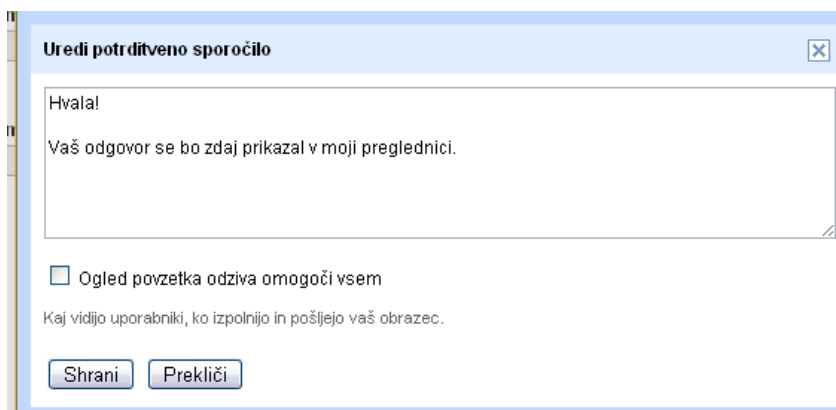 Uredi potrditveno sporočilo
Hvala!
Vaš odgovor se bo zdaj prikazal v moji preglednici.
Ogled povzetka odziva omogoči vsem
Kaj vidijo uporabniki, ko izpolnijo in pošljejo vaš obrazec.
Shrani Prekliči